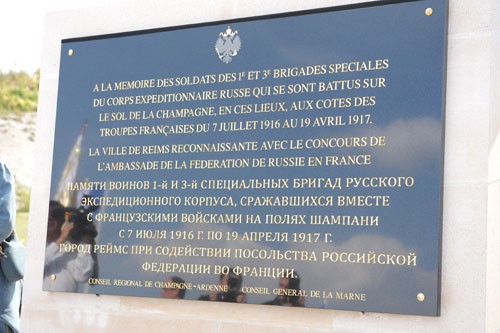 A LA MEMOIRE DES SOLDATS DES 1E ET 3E BRIGADES SPECIALES
DU CORPS EXPEDITIONNAIRE RUSSE QUI SE SONT BATTUS SUR
LE SOL DE LA CHAMPAGNE, EN CES LIEUX, AUX COTES DES
TROUPES FRANÇAISES DU 7 JUILLET 1916 AU 19 AVRIL 1917.
LA VILLE DE REIMS RECONNAISSANTE AVEC LE CONCOURS DE
L'AMBASSADE DE LA FEDERATION DE RUSSIE EN FRANCE
ПАМЯТИ ВОИНОВ 1-й И 3-й СПЕЦИАЛЬНЫХ БРИГАД РУССКОГО
ЭКСПЕДИЦИОННОГО КОРПУСА, СРАЖАВШИХСЯ ВМЕСТЕ
С ФРАНЦУЗСКИМИ ВОЙСКАМИ НА ПОЛЯХ ШАМПАНИ
С 7 ИЮЛЯ 1916 Г. ПО 19 АПРЕЛЯ 1917 Г.
ГОРОД РЕЙМС ПРИ СОДЕЙСТВИИ ПОСОЛЬСТВА РОССИЙСКОЙ
ФЕДЕРАЦИИ ВО ФРАНЦИИ.
CONSEIL REGIONAL DE CHAMPAGNE-ARDENNE CONSEIL GENERAL DE LA MARNE